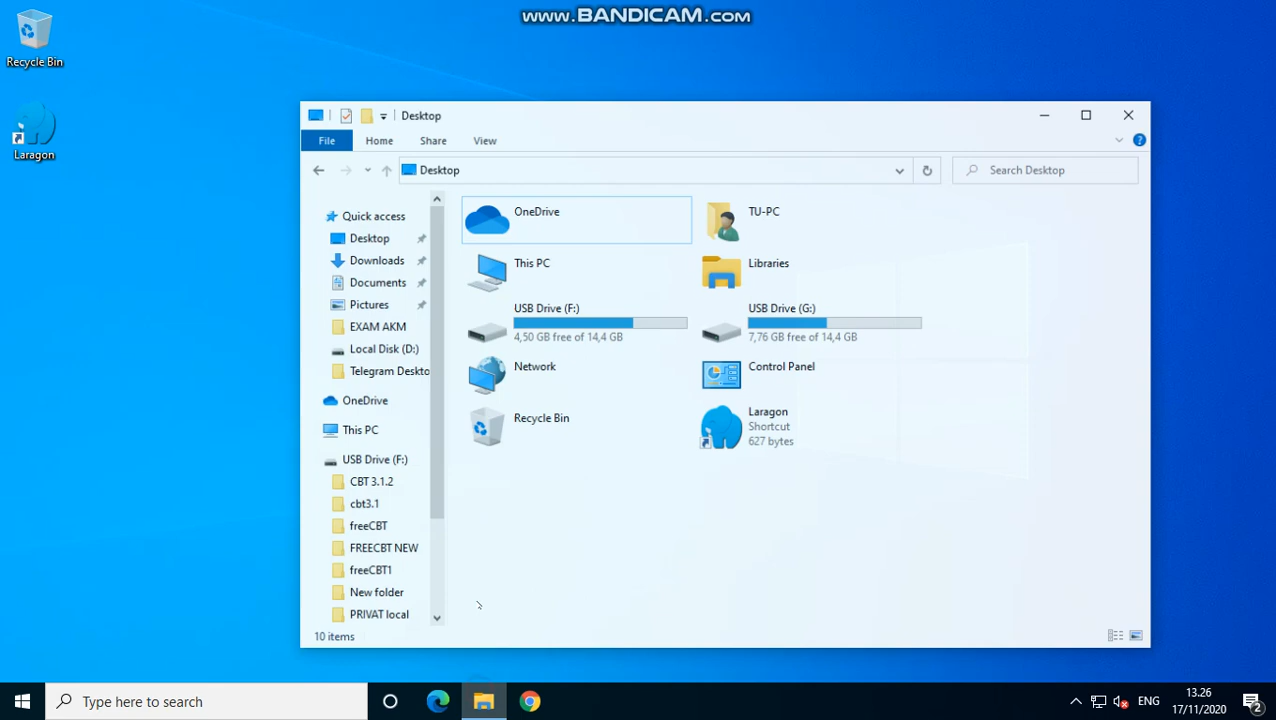 www.BANDICAM.com
Recycle Bin
Laragon
Desktop
File
Home
Share
View
Desktop
Search Desktop
Quick access
Desktop
Downloads
Documents
Pictures
EXAM AKM
Local Disk (D:)
Telegram Deskto
OneDrive
This PC
USB Drive (F:)
CBT 3.1.2
cbt3.1
freeCBT
FREECBT NEW
freeCBT1
New folder
PRIVAT local
OneDrive
TU-PC
This PC
Libraries
USB Drive (F:)
4,50 GB free of 14,4 GB
USB Drive (G:)
7,76 GB free of 14,4 GB
Network
Control Panel
Recycle Bin
Laragon
Shortcut
627 bytes
10 items
Type here to search
ENG
13.26
17/11/2020
2